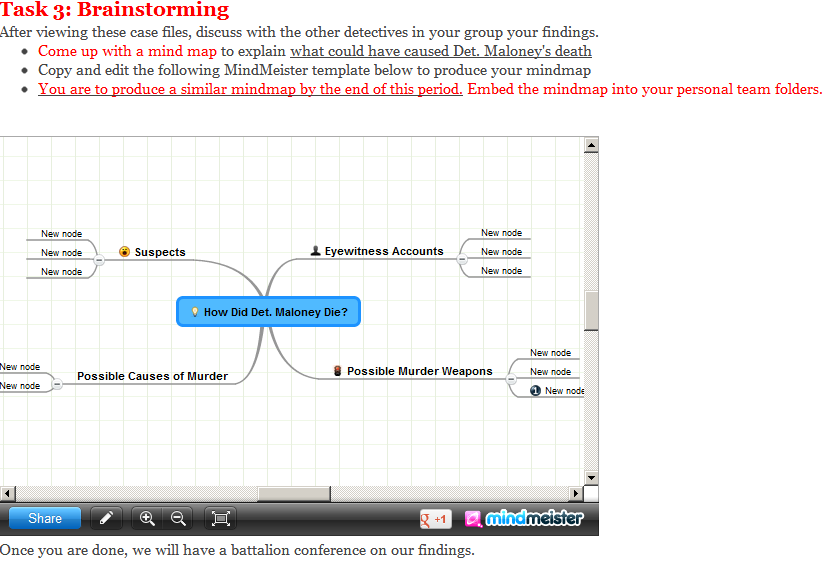 Task 3: Brainstorming
After viewing these case files, discuss with the other detectives in your group your findings.
Come up with a mind map to explain what could have caused Det. Maloney's death
Copy and edit the following MindMeister template below to produce your mindmap
You are to produce a similar mindmap by the end of this period. Embed the mindmap into your personal team folders.
New node
New node
New node
Suspects
Eyewitness Accounts
New node
New node
New node
How Did Det. Maloney Die?
New node
New node
Possible Causes of Murder
Possible Murder Weapons
New node
New node
1 New node
Share
g +1
mindmeister
Once you are done, we will have a battalion conference on our findings.